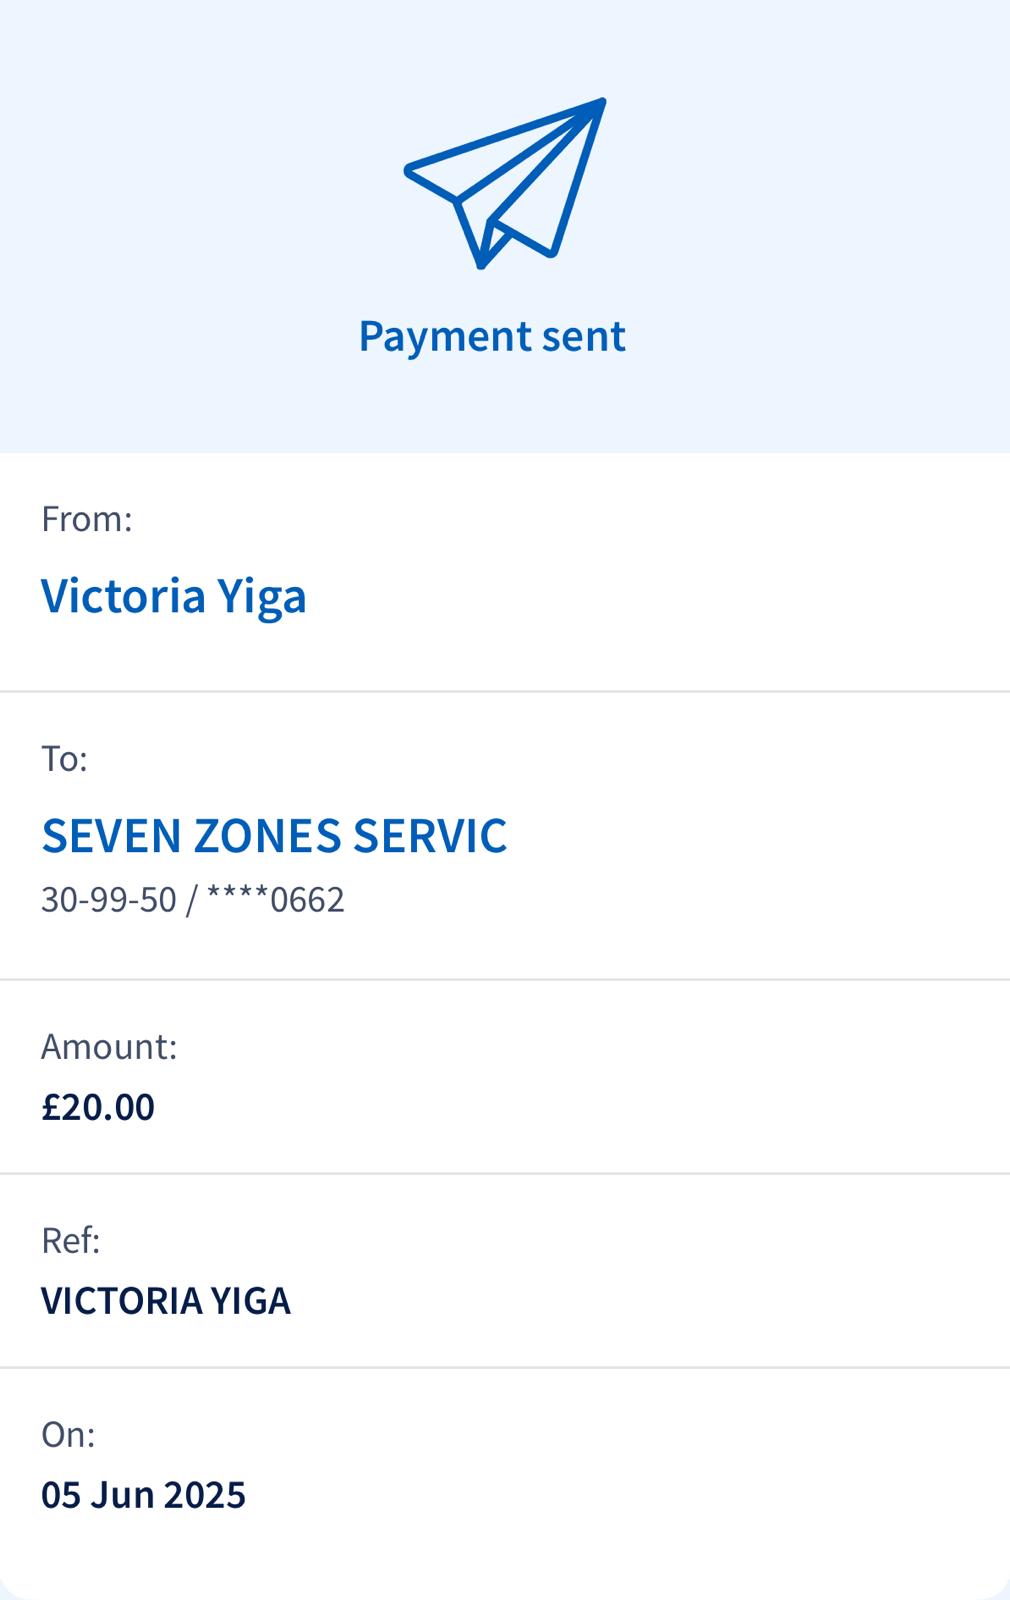 Payment sent
From:
Victoria Yiga
To:
SEVEN ZONES SERVIC
30-99-50 / ****0662
Amount:
£20.00
Ref:
VICTORIA YIGA
On:
05 Jun 2025